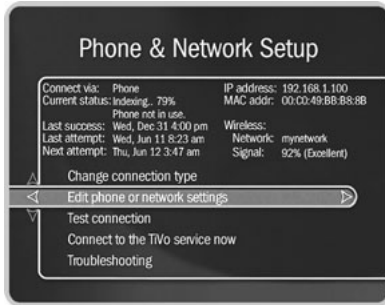 Phone & Network Setup
Connect via: Phone
Current status: Indexing.. 79%
Phone not in use.
Last success: Wed, Dec 31 4:00 pm
Last attempt: Wed, Jun 11 8:23 am
Next attempt: Thu, Jun 12 3:47 am
IP address: 192.168.1.100
MAC addr: 00:C0:49:BB:B8:8B
Wireless:
Network: mynetwork
Signal: 92% (Excellent)
Change connection type
Edit phone or network settings
Test connection
Connect to the TiVo service now
Troubleshooting